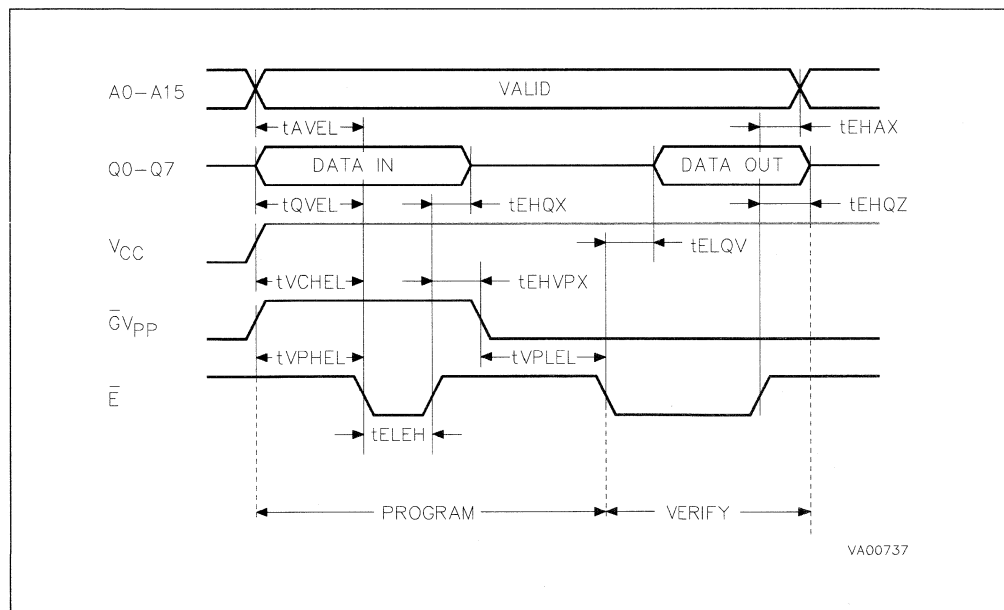 A0-A15
VALID
tAVEL
tEHAX
Q0-Q7
DATA IN
DATA OUT
tQVEL
tEHQX
tEHQZ
VCC
tELQV
tVCHEL
tEHVPX
G̅VPP
tVPHEL
tVPLEL
E̅
tELEH
PROGRAM
VERIFY
VA00737